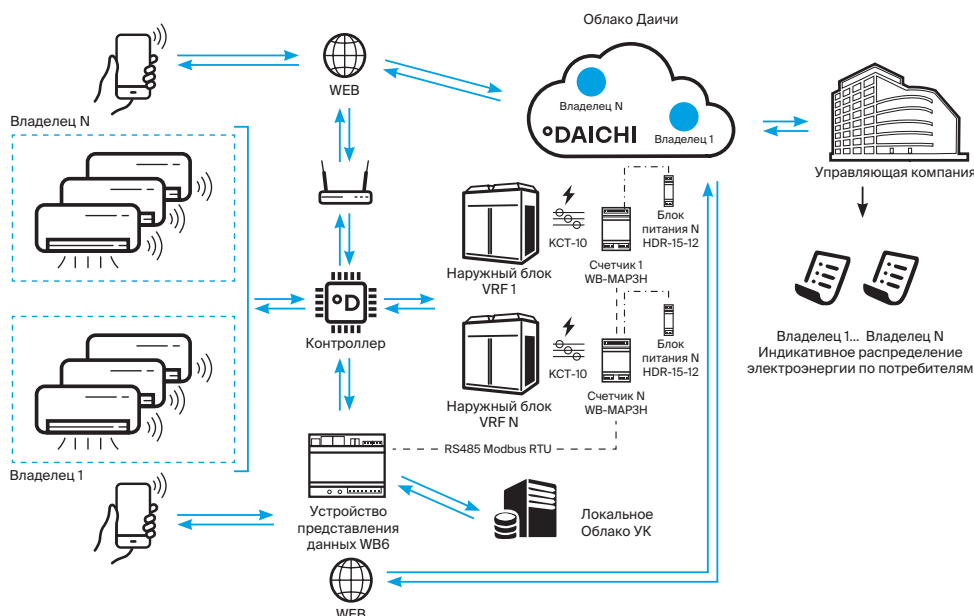 Облако Даичи
WEB
Владелец N
Владелец 1
°DAICHI
Управляющая компания
Владелец N
KCT-10
Блок
питания N
HDR-15-12
Счетчик 1
WB-MAP3H
Наружный блок
VRF 1
°D
Контроллер
Владелец 1... Владелец N
Индикативное распределение
электроэнергии по потребителям
KCT-10
Блок
питания N
HDR-15-12
Счетчик N
WB-MAP3H
Наружный блок
VRF N
RS485 Modbus RTU
Владелец 1
Устройство
представления
данных WB6
Локальное
Облако УК
WEB